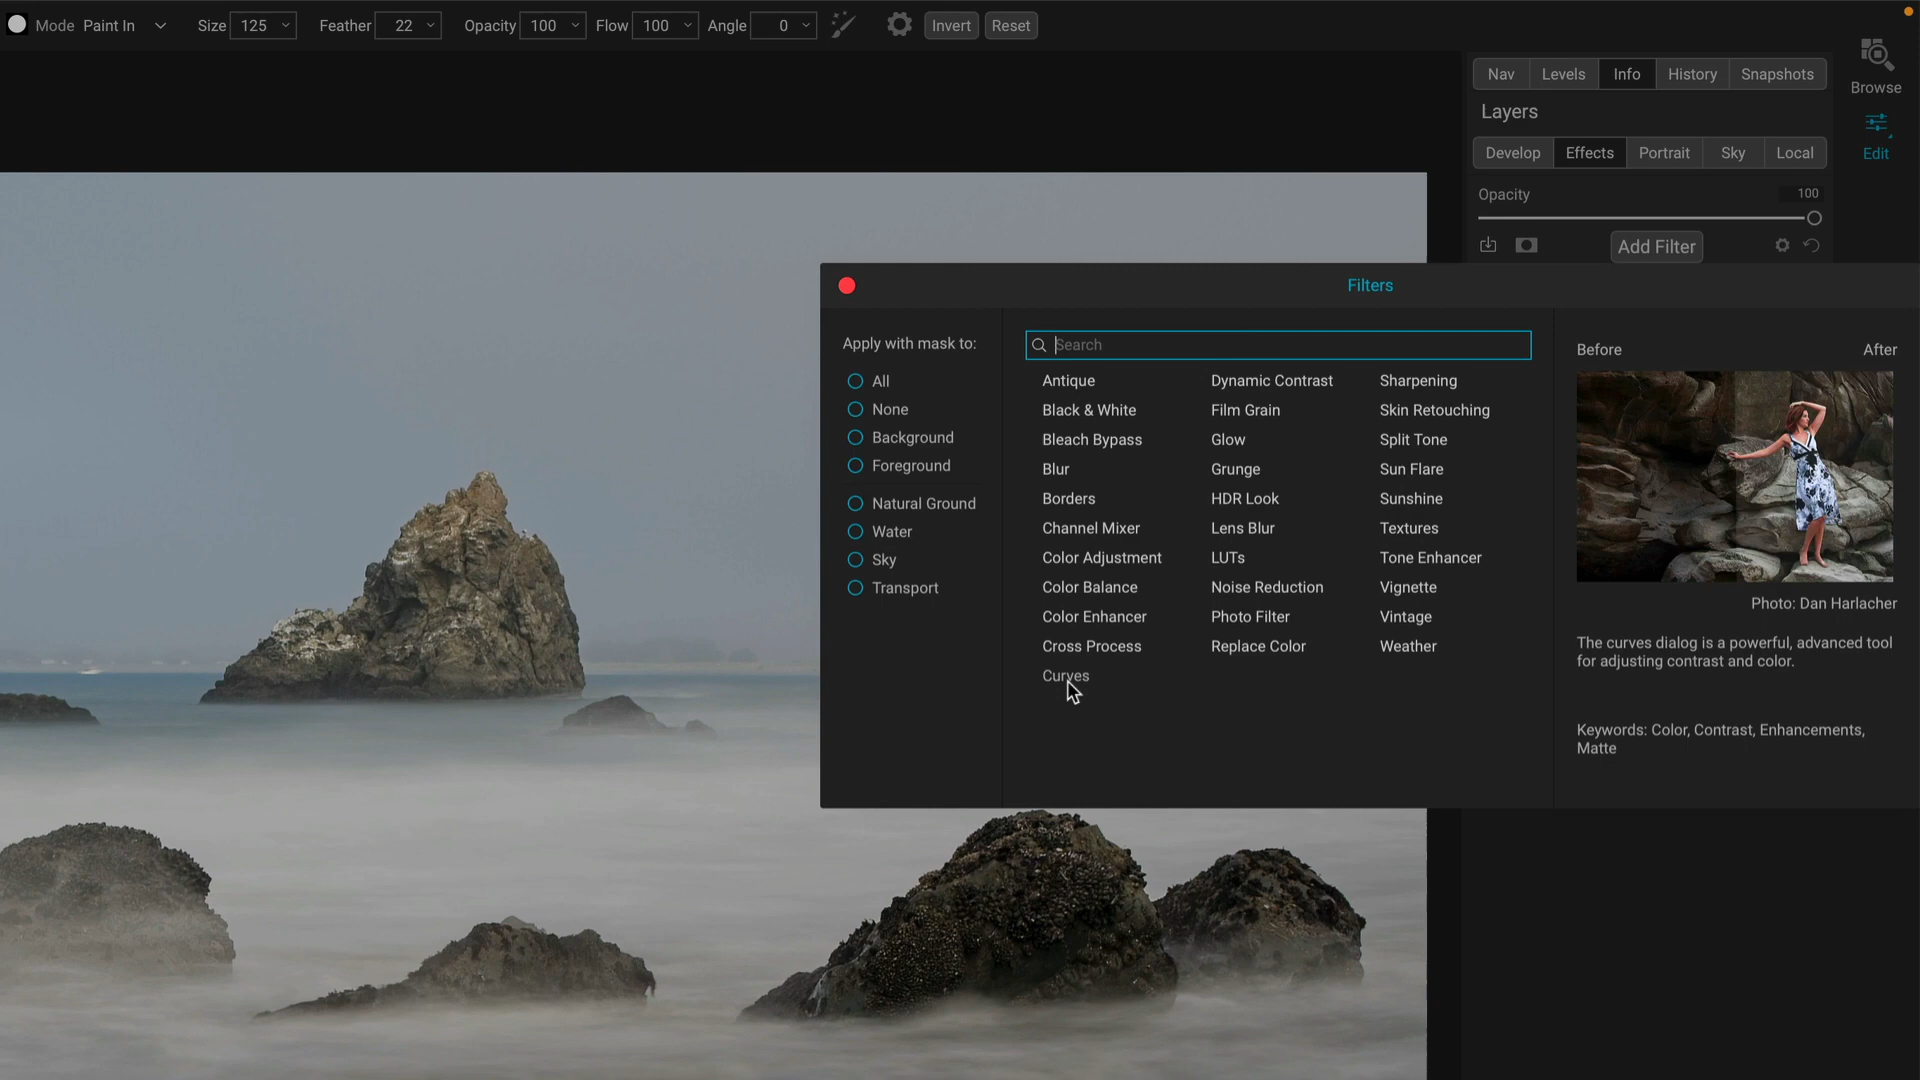 Mode Paint In Size 125 Feather 22 Opacity 100 Flow 100 Angle 0 Invert Reset
Nav Levels Info History Snapshots
Browse
Layers
Develop Effects Portrait Sky Local
Edit
Opacity 100
Add Filter
Filters
Apply with mask to:
All
None
Background
Foreground
Natural Ground
Water
Sky
Transport
Search
Antique Dynamic Contrast Sharpening
Black & White Film Grain Skin Retouching
Bleach Bypass Glow Split Tone
Blur Grunge Sun Flare
Borders HDR Look Sunshine
Channel Mixer Lens Blur Textures
Color Adjustment LUTs Tone Enhancer
Color Balance Noise Reduction Vignette
Color Enhancer Photo Filter Vintage
Cross Process Replace Color Weather
Curves
Before After
Photo: Dan Harlacher
The curves dialog is a powerful, advanced tool
for adjusting contrast and color.
Keywords: Color, Contrast, Enhancements,
Matte